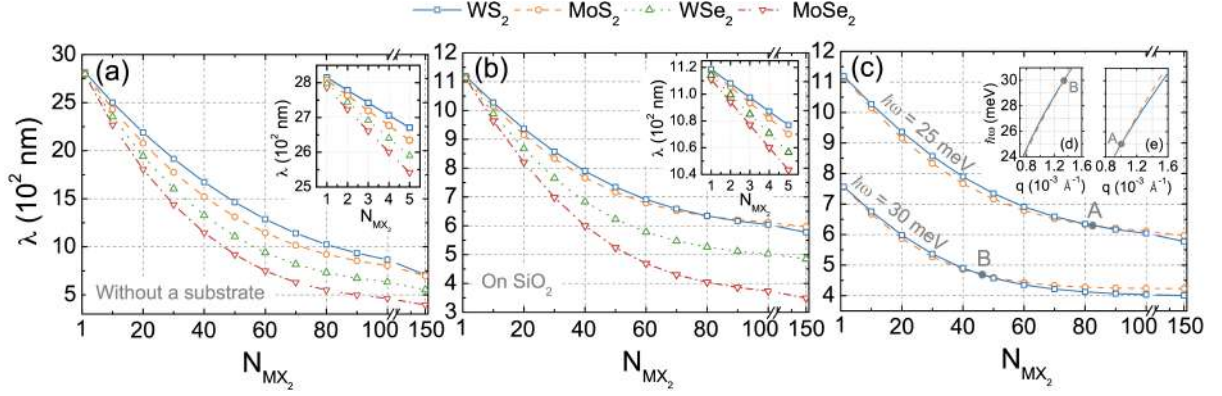 WS2 MoS2 WSe2 MoSe2
(a)
λ (10² nm)
30
25
20
15
10
5
1 20 40 60 80 100 150
N_MX2
Without a substrate
λ (10² nm)
28
27
26
25
1 2 3 4 5
N_MX2
(b)
12
11
10
9
8
7
6
5
4
3
1 20 40 60 80 100 150
N_MX2
On SiO2
λ (10² nm)
11.2
11.0
10.8
10.6
10.4
1 2 3 4 5
N_MX2
(c)
12
11
10
9
8
7
6
5
4
1 20 40 60 80 100 150
N_MX2
ħω = 25 meV
ħω = 30 meV
A
B
ħω (meV)
30
28
26
24
B
(d)
0.8 1.2 1.6
q (10⁻³ Å⁻¹)
A
(e)
0.8 1.2 1.6
q (10⁻³ Å⁻¹)